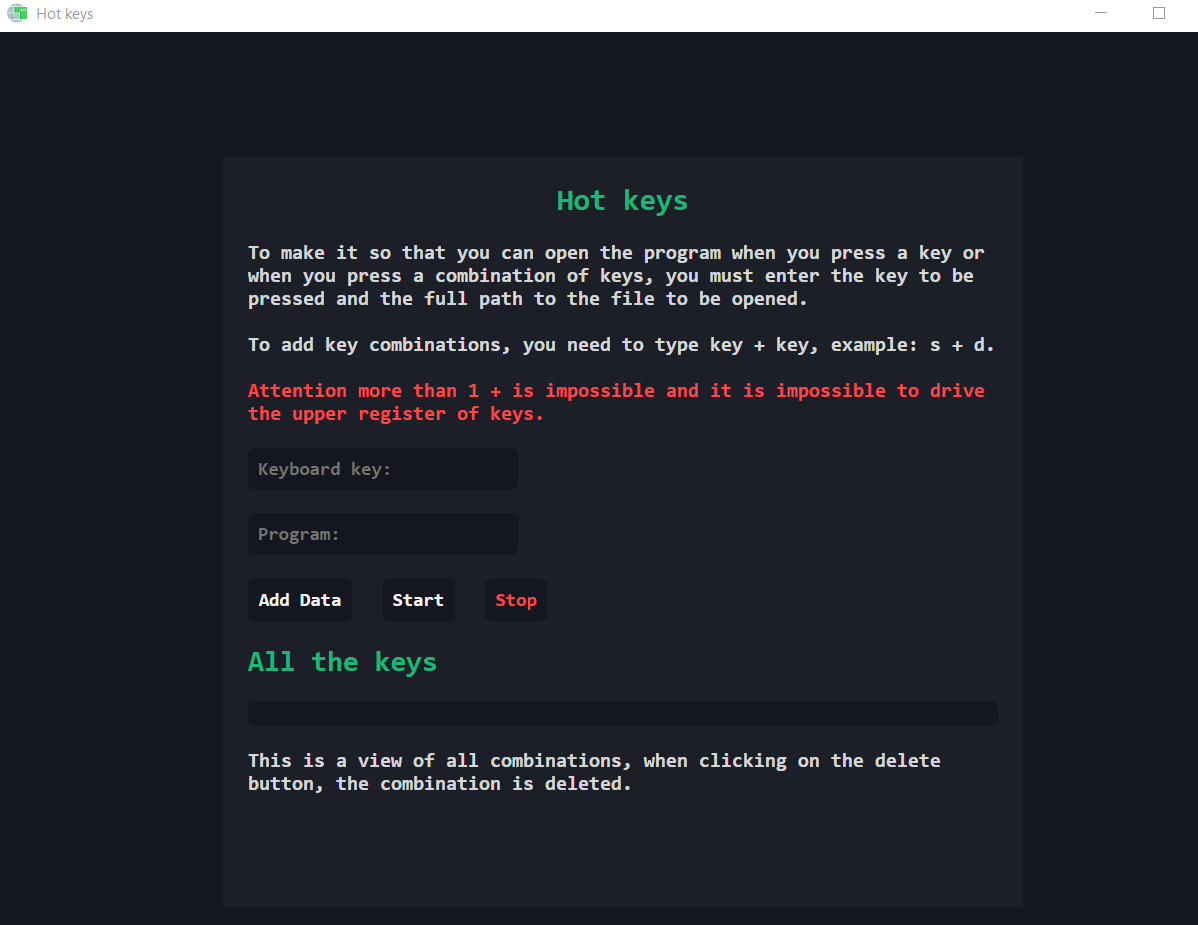 Hot keys
Hot keys
To make it so that you can open the program when you press a key or
when you press a combination of keys, you must enter the key to be
pressed and the full path to the file to be opened.
To add key combinations, you need to type key + key, example: s + d.
Attention more than 1 + is impossible and it is impossible to drive
the upper register of keys.
Keyboard key:
Program:
Add Data
Start
Stop
All the keys
This is a view of all combinations, when clicking on the delete
button, the combination is deleted.